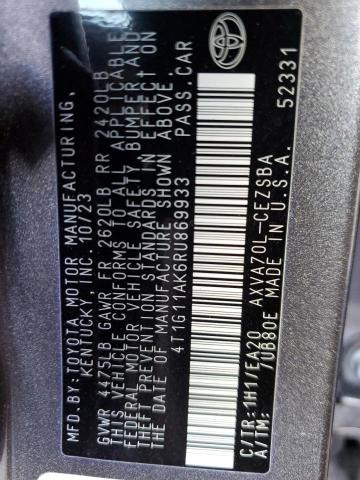 MFD. BY: TOYOTA MOTOR MANUFACTURING,
KENTUCKY, INC. 10/23
GVWR 4475LB GAWR FR 2620LB RR 2420LB
THIS VEHICLE CONFORMS TO ALL APPLICABLE
FEDERAL MOTOR VEHICLE SAFETY, BUMPER, AND
THEFT PREVENTION STANDARDS IN EFFECT ON
THE DATE OF MANUFACTURE SHOWN ABOVE.
4T1G11AK6RU869933 PASS. CAR
C/TR: 1H1/EA20 AXVA70L-CEZSBA
A/TM: 7UB80E MADE IN U.S.A.
52331